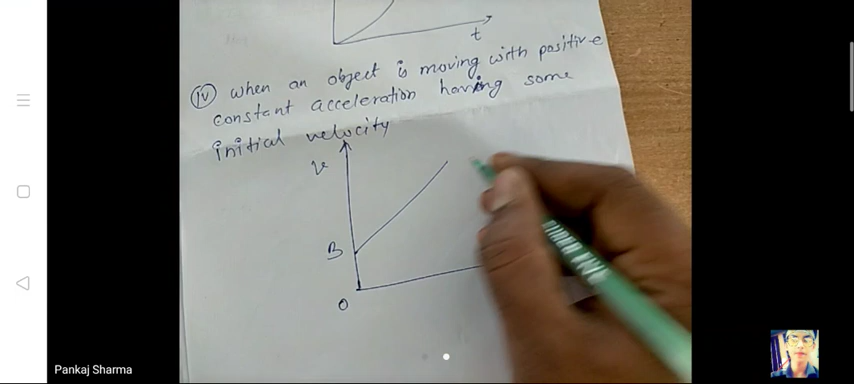 t
(iv) when an object is moving with positive
constant acceleration having some
initial velocity
v
B
O
Pankaj Sharma